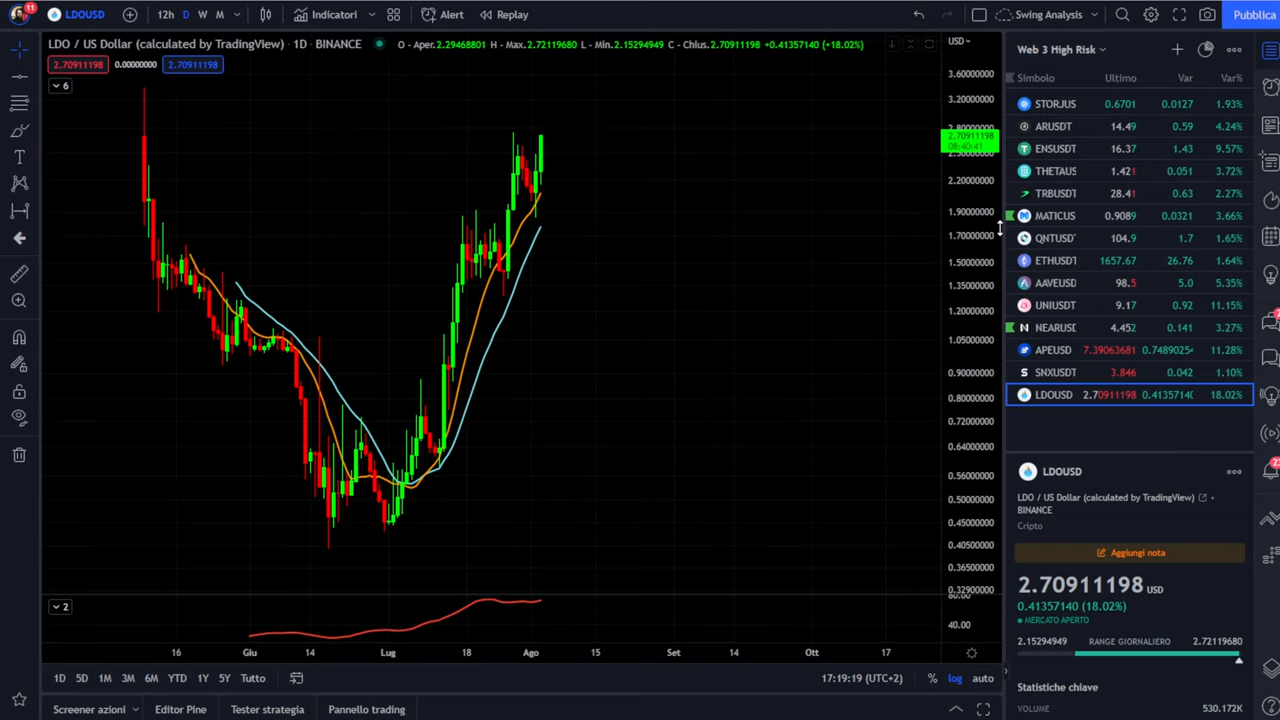 11
LDOUSD
12h D W M
Indicatori
Alert
Replay
Swing Analysis
Pubblica
LDO / US Dollar (calculated by TradingView) · 1D · BINANCE
O - Aper.2.29468801 H - Max.2.72119680 L - Min.2.15294949 C - Chius.2.70911198 +0.41357140 (+18.02%)
USD
2.70911198 0.00000000 2.70911198
6
3.60000000
3.20000000
2.70911198
08:40:41
2.20000000
1.90000000
1.70000000
1.50000000
1.35000000
1.20000000
1.05000000
0.90000000
0.80000000
0.72000000
0.64000000
0.56000000
0.50000000
0.45000000
0.40500000
0.36500000
0.32900000
2
40.00
16 Giu 14 Lug 18 Ago 15 Set 14 Ott 17
1D 5D 1M 3M 6M YTD 1Y 5Y Tutto
17:19:19 (UTC+2) % log auto
Screener azioni Editor Pine Tester strategia Pannello trading
Web 3 High Risk
Simbolo Ultimo Var Var%
STORJUS 0.6701 0.0127 1.93%
ARUSDT 14.49 0.59 4.24%
ENSUSDT 16.37 1.43 9.57%
THETAUS 1.421 0.051 3.72%
TRBUSDT 28.41 0.63 2.27%
MATICUS 0.9089 0.0321 3.66%
QNTUSD 104.9 1.7 1.65%
ETHUSDT 1657.67 26.76 1.64%
AAVEUSD 98.5 5.0 5.35%
UNIUSDT 9.17 0.92 11.15%
NEARUSD 4.452 0.141 3.27%
APEUSD 7.39063681 0.74890254 11.28%
SNXUSDT 3.846 0.042 1.10%
LDOUSD 2.70911198 0.41357140 18.02%
LDOUSD
LDO / US Dollar (calculated by TradingView) •
BINANCE
Cripto
Aggiungi nota
2.70911198 USD
0.41357140 (18.02%)
MERCATO APERTO
2.15294949 RANGE GIORNALIERO 2.72119680
Statistiche chiave
VOLUME 530.172K